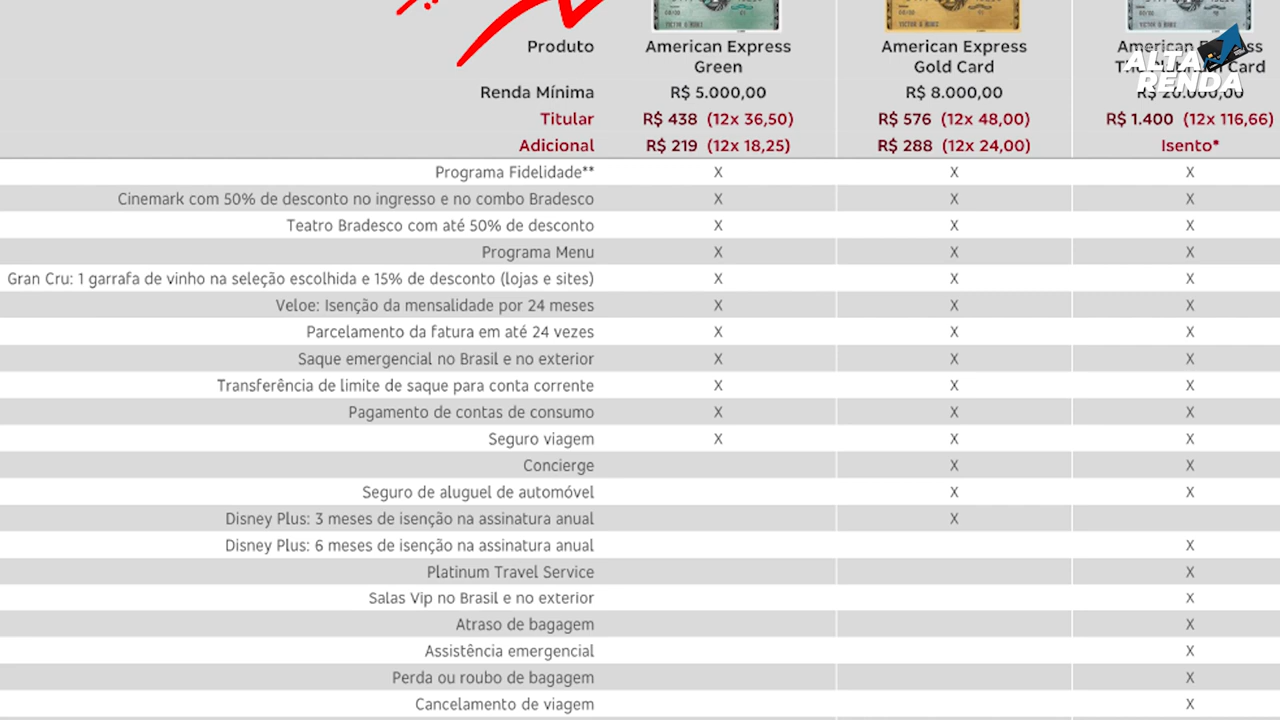 Produto American Express Green American Express Gold Card American Express Card
Renda Mínima R$ 5.000,00 R$ 8.000,00 R$ 20.000,00
Titular R$ 438 (12x 36,50) R$ 576 (12x 48,00) R$ 1.400 (12x 116,66)
Adicional R$ 219 (12x 18,25) R$ 288 (12x 24,00) Isento*
ALTA RENDA
Programa Fidelidade** X X X
Cinemark com 50% de desconto no ingresso e no combo Bradesco X X X
Teatro Bradesco com até 50% de desconto X X X
Programa Menu X X X
Gran Cru: 1 garrafa de vinho na seleção escolhida e 15% de desconto (lojas e sites) X X X
Veloe: Isenção da mensalidade por 24 meses X X X
Parcelamento da fatura em até 24 vezes X X X
Saque emergencial no Brasil e no exterior X X X
Transferência de limite de saque para conta corrente X X X
Pagamento de contas de consumo X X X
Seguro viagem X X X
Concierge X X
Seguro de aluguel de automóvel X X
Disney Plus: 3 meses de isenção na assinatura anual X
Disney Plus: 6 meses de isenção na assinatura anual X
Platinum Travel Service X
Salas Vip no Brasil e no exterior X
Atraso de bagagem X
Assistência emergencial X
Perda ou roubo de bagagem X
Cancelamento de viagem X